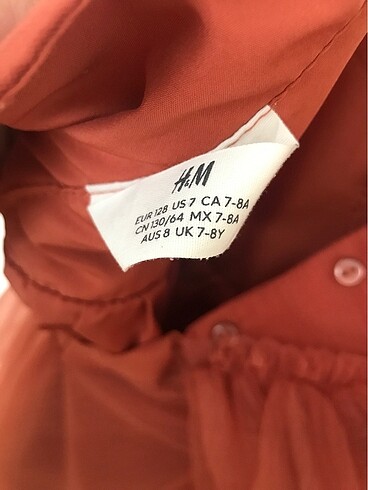 H&M
EUR 128 US 7 CA 7-8A
CN 130/64 MX 7-8A
AUS 8 UK 7-8Y